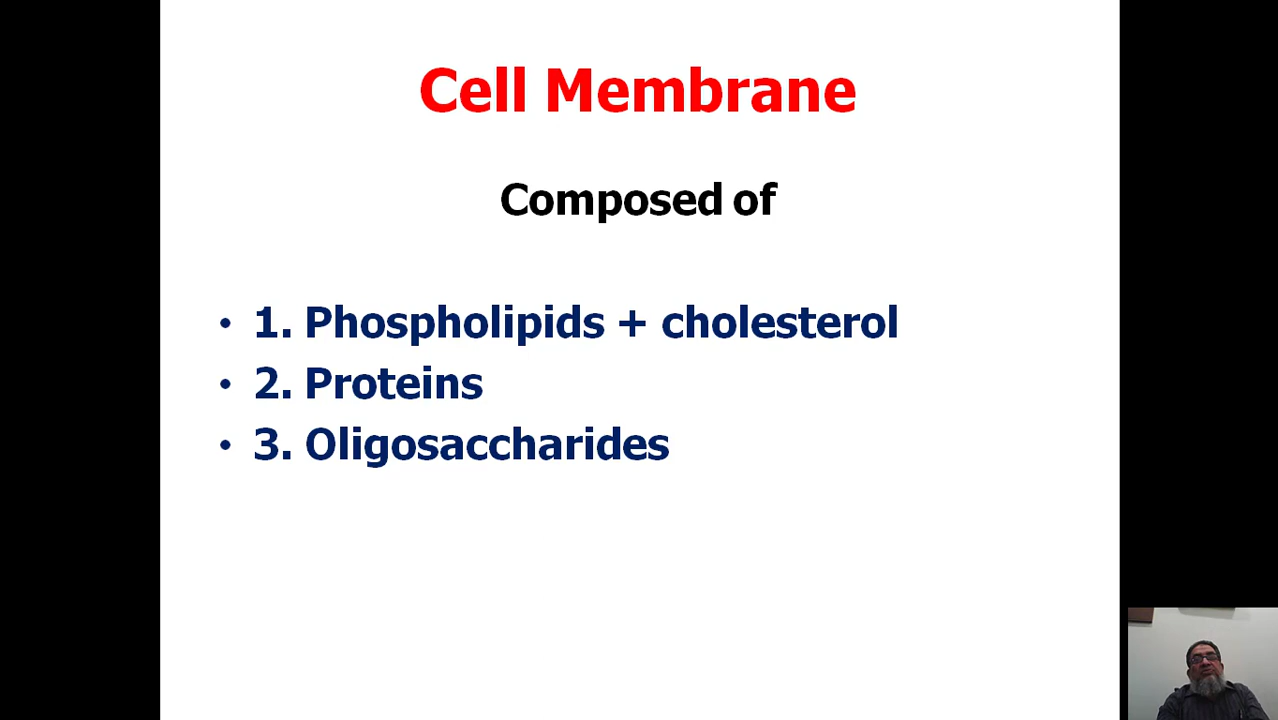 Cell Membrane
Composed of
• 1. Phospholipids + cholesterol
• 2. Proteins
• 3. Oligosaccharides